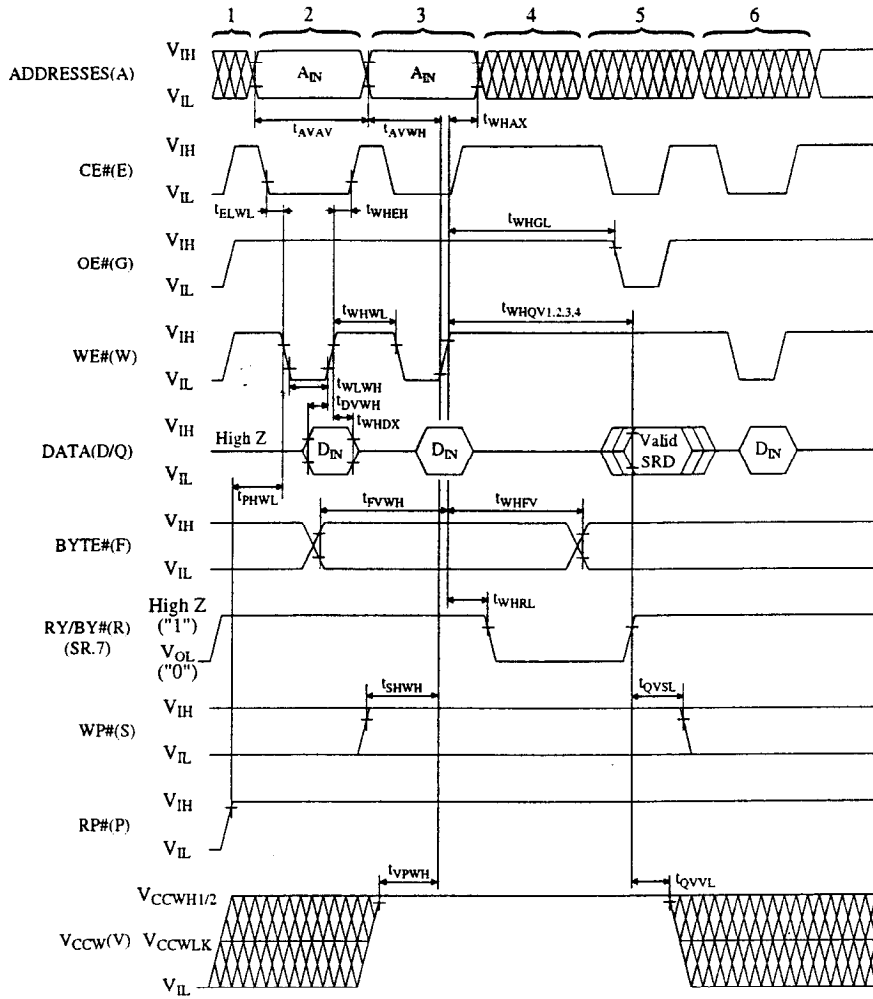 1 2 3 4 5 6
ADDRESSES(A)
VIH
VIL
AIN AIN
tAVAV tAVWH tWHAX
CE#(E)
VIH
VIL
tELWL tWHEH
tWHGL
OE#(G)
VIH
VIL
tWHWL tWHQV1.2.3.4
WE#(W)
VIH
VIL
tWLWH
tDVWH
tWHDX
DATA(D/Q)
VIH
High Z
VIL
DIN DIN Valid SRD DIN
tPHWL
tFVWH tWHFV
BYTE#(F)
VIH
VIL
tWHRL
RY/BY#(R)
(SR.7)
High Z
("1")
VOL
("0")
tSHWH tQVSL
WP#(S)
VIH
VIL
RP#(P)
VIH
VIL
tVPWH tQVVL
VCCW(V)
VCCWH1/2
VCCWLK
VIL